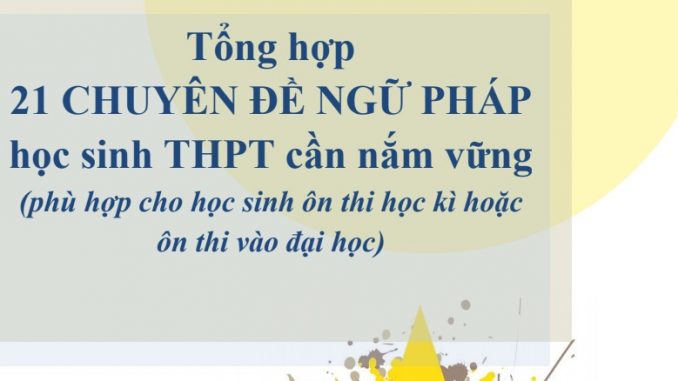 Tổng hợp
21 CHUYÊN ĐỀ NGỮ PHÁP
học sinh THPT cần nắm vững
(phù hợp cho học sinh ôn thi học kì hoặc
ôn thi vào đại học)